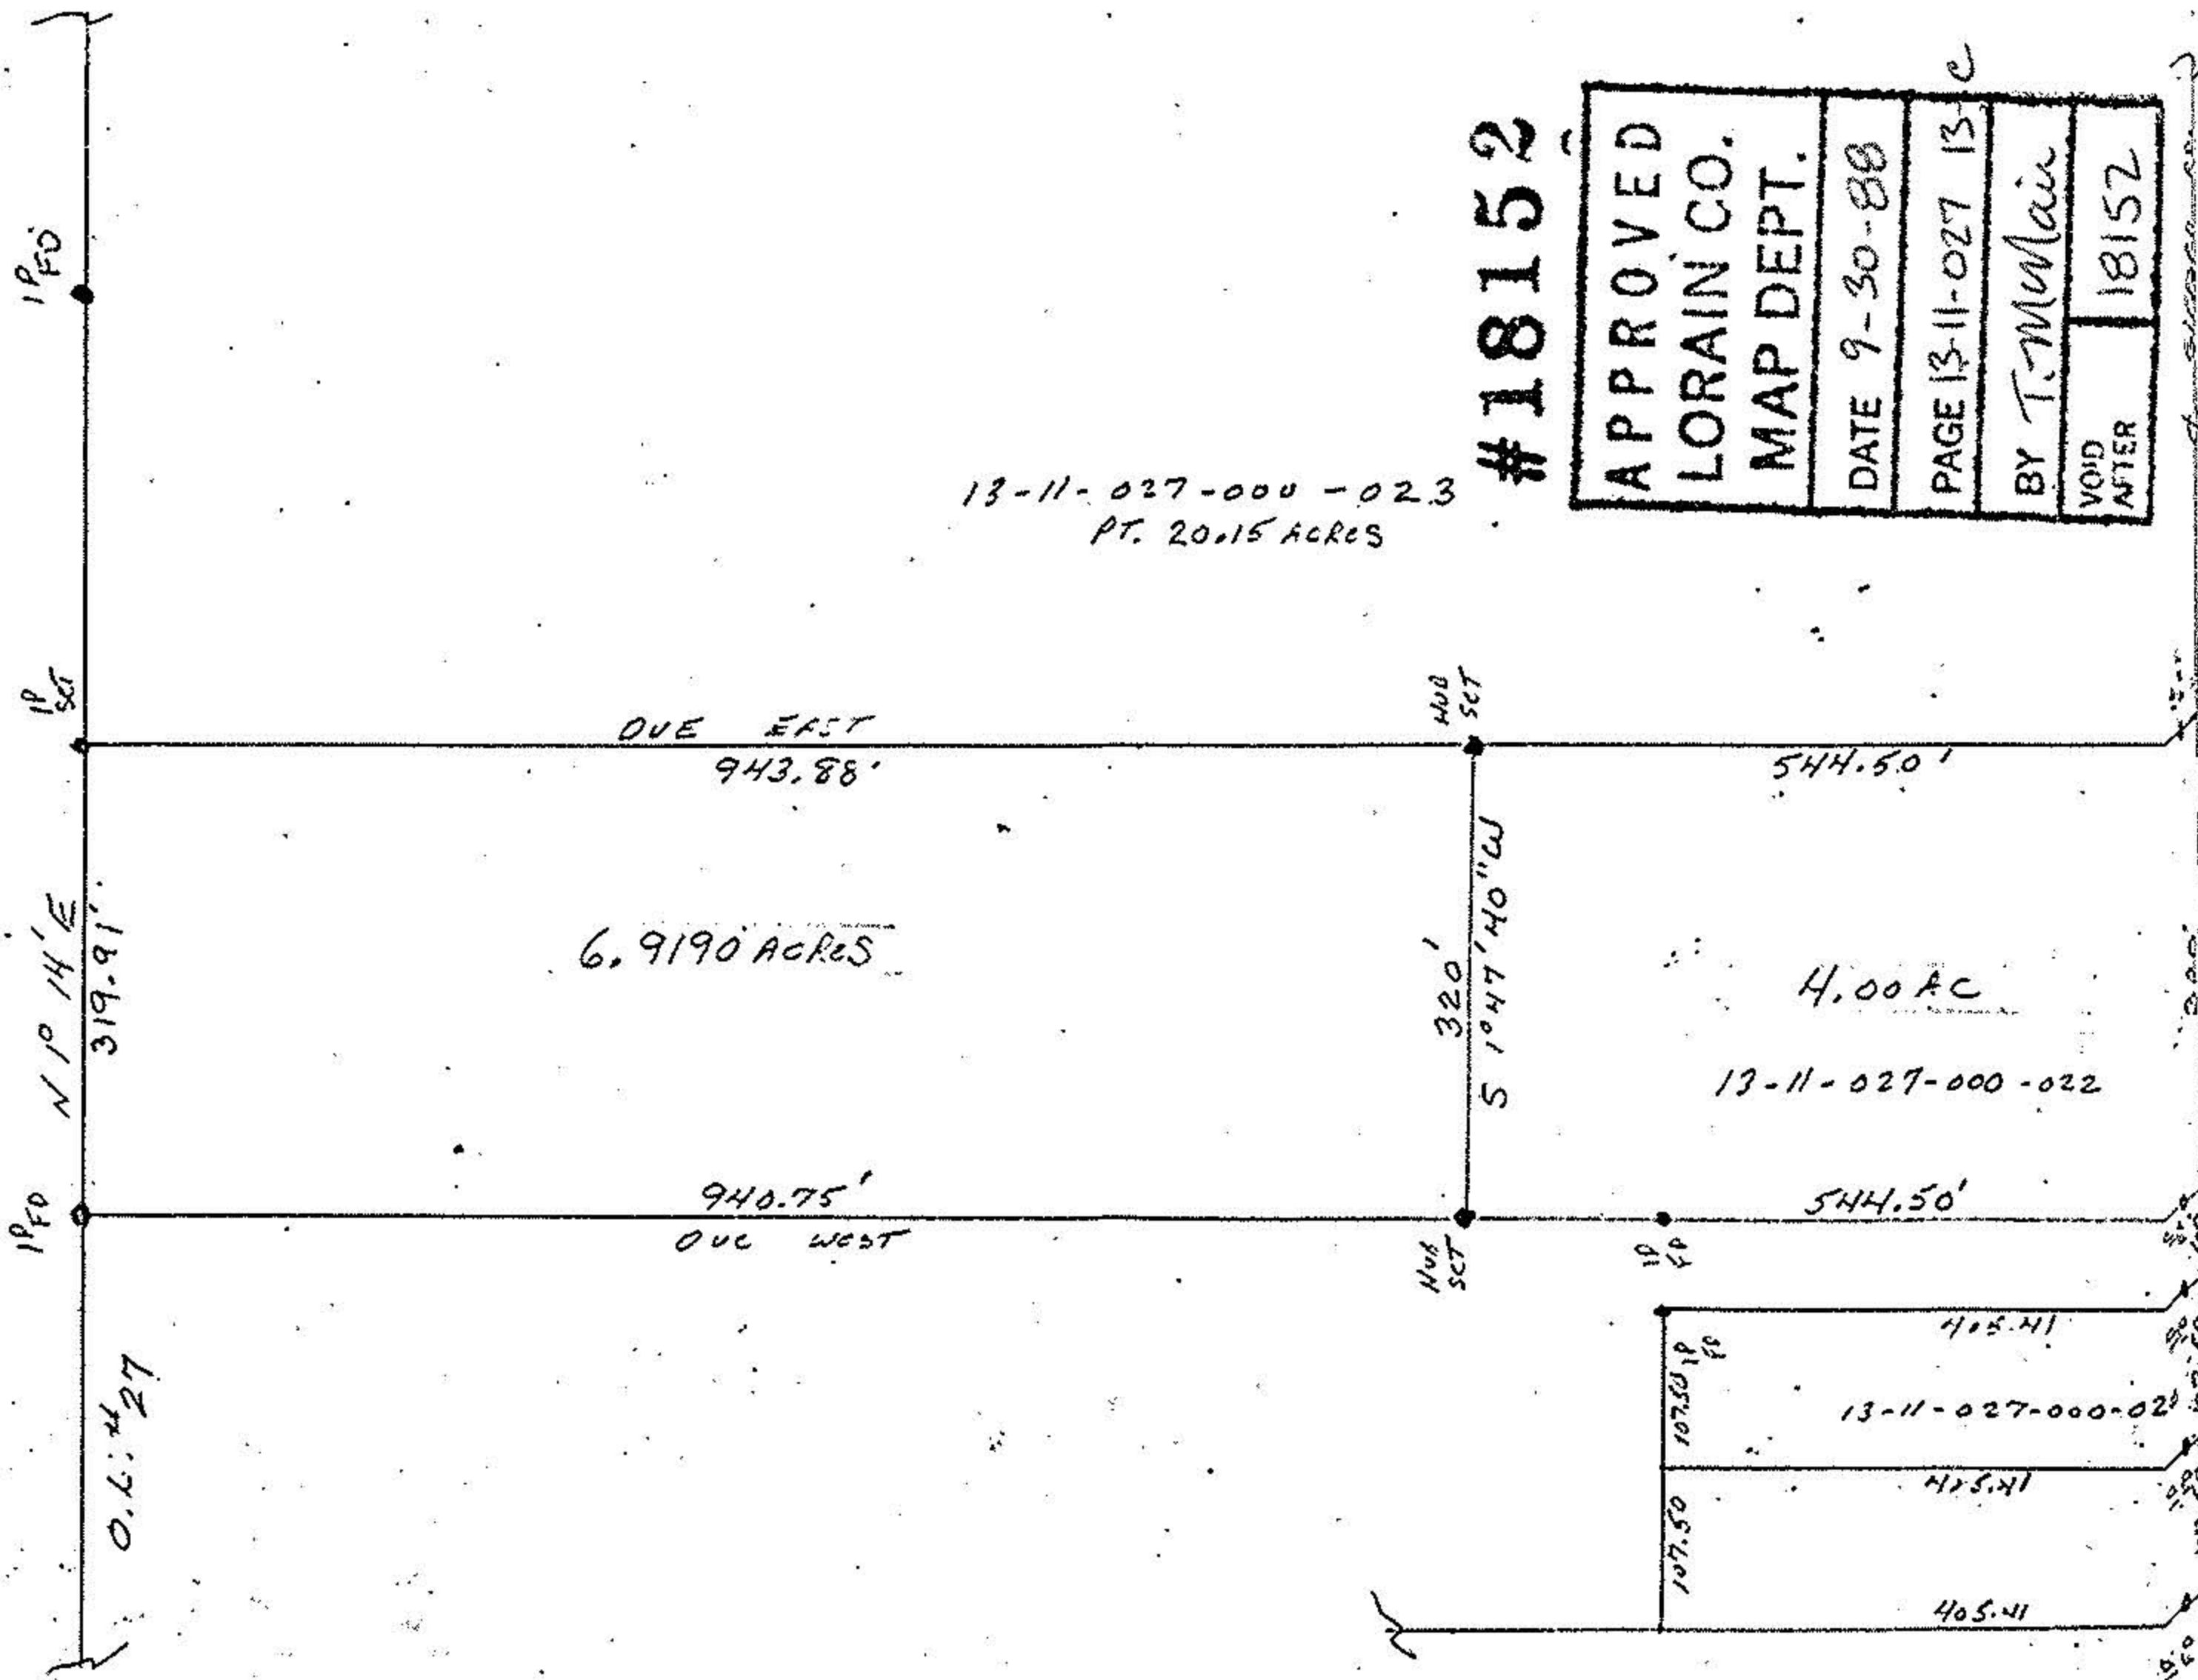 IP FD
#18152
APPROVED
LORAIN CO.
MAP DEPT.
DATE 9-30-88
PAGE 13-11-027 13-C
BY
VOID AFTER 18152
13-11-027-000-023
PT. 20.15 ACRES
IP SET
DUE EAST
943.88'
HUB SET
544.50'
N 1° 14' E
319.91'
6.9190 ACRES
320'
S 1° 47' 40" W
4.00 AC
13-11-027-000-022
IP FD
940.75'
DUE WEST
HUB SET
544.50'
IP FD
O.L. #27
405.41
107.50
IP FD
13-11-027-000-02
107.50
405.41